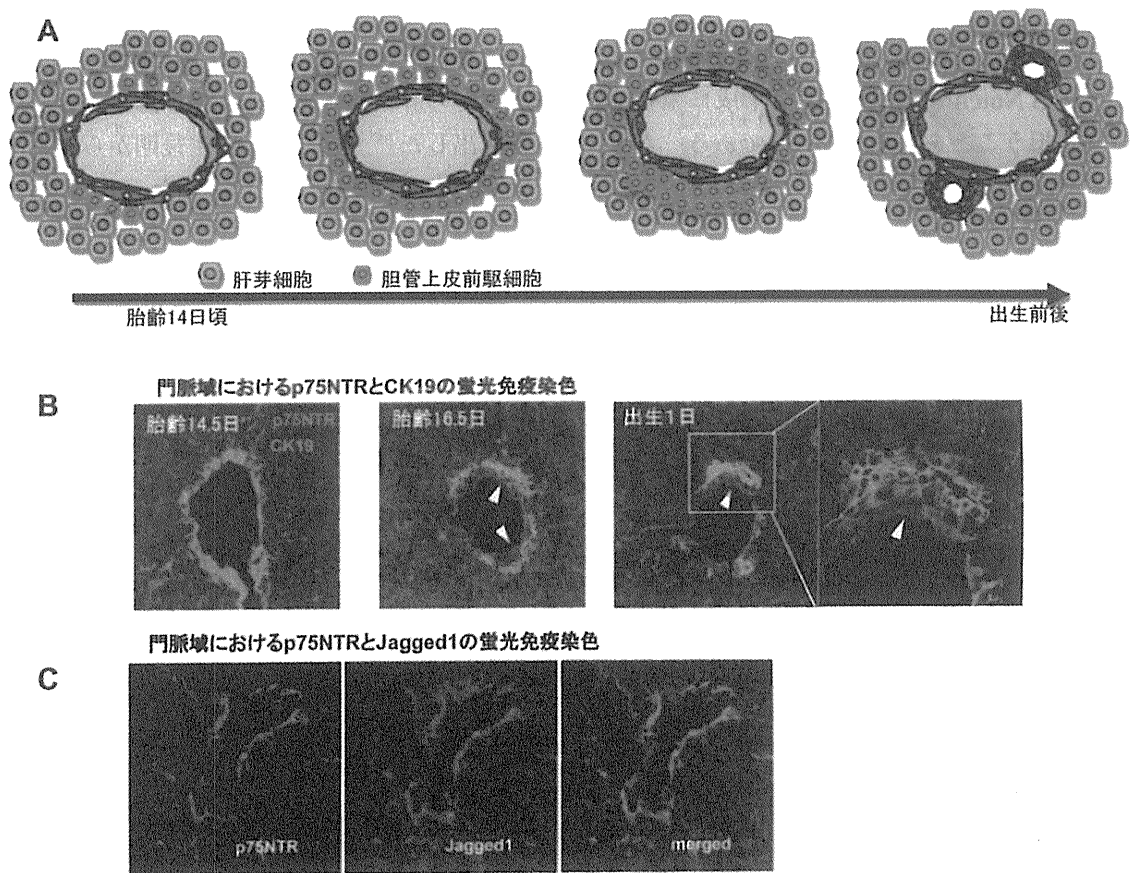 A
肝芽細胞
胆管上皮前駆細胞
胎齢14日頃
出生前後
B
門脈域におけるp75NTRとCK19の蛍光免疫染色
胎齢14.5日
p75NTR
CK19
胎齢16.5日
出生1日
C
門脈域におけるp75NTRとJagged1の蛍光免疫染色
p75NTR
Jagged1
merged